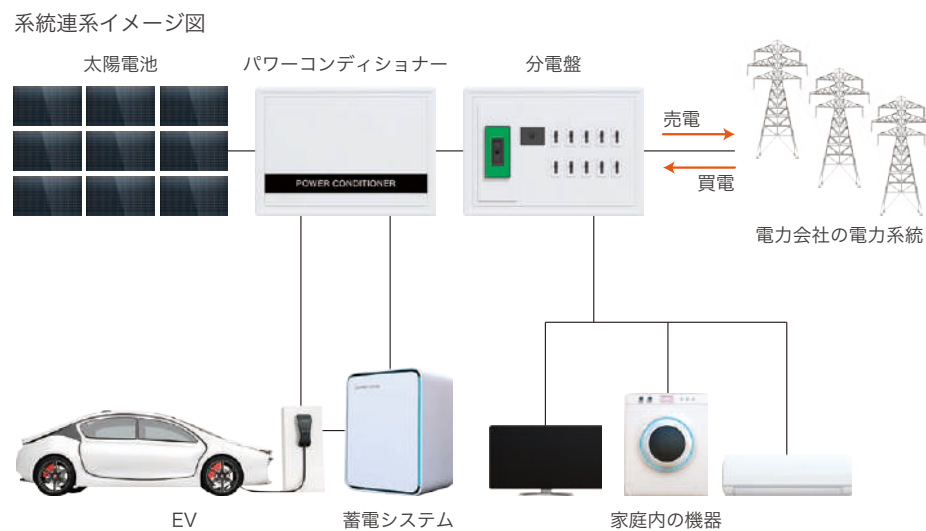 系統連系イメージ図
太陽電池
パワーコンディショナー
分電盤
売電
買電
POWER CONDITIONER
電力会社の電力系統
EV
蓄電システム
家庭内の機器